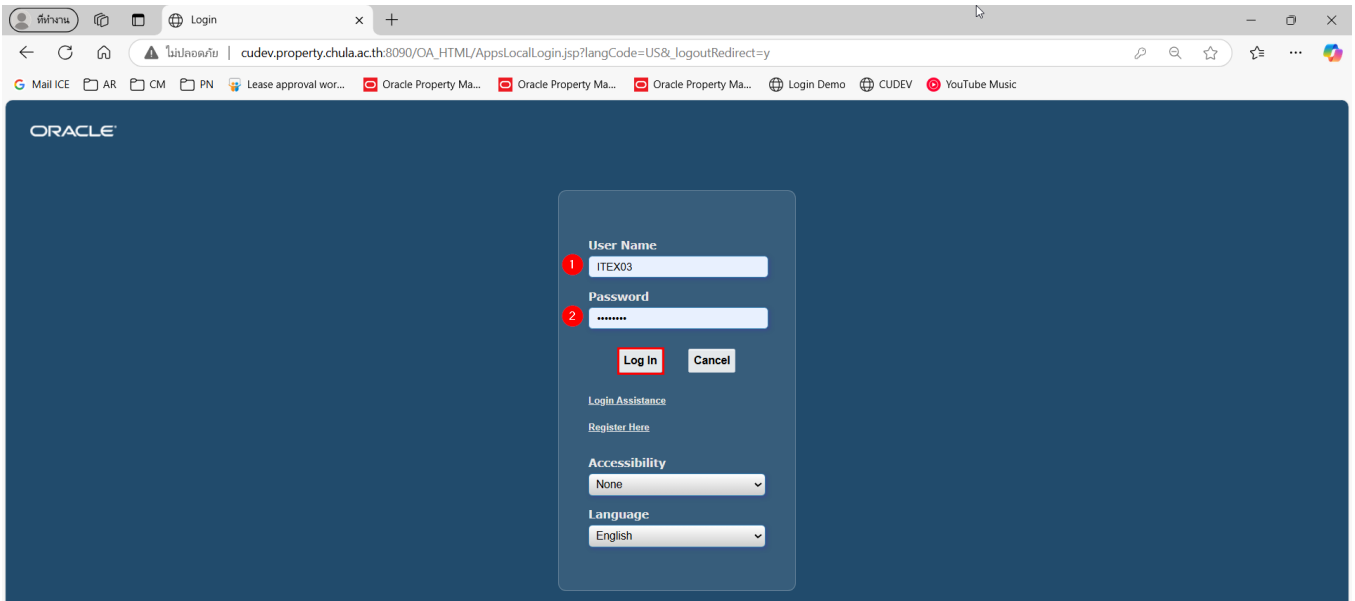 ที่ทำงาน Login
ไม่ปลอดภัย | cudev.property.chula.ac.th:8090/OA_HTML/AppsLocalLogin.jsp?langCode=US&_logoutRedirect=y
Mail ICE AR CM PN Lease approval wor... Oracle Property Ma... Oracle Property Ma... Oracle Property Ma... Login Demo CUDEV YouTube Music
ORACLE
User Name
1 ITEX03
Password
2 ••••••••
Log In Cancel
Login Assistance
Register Here
Accessibility
None
Language
English